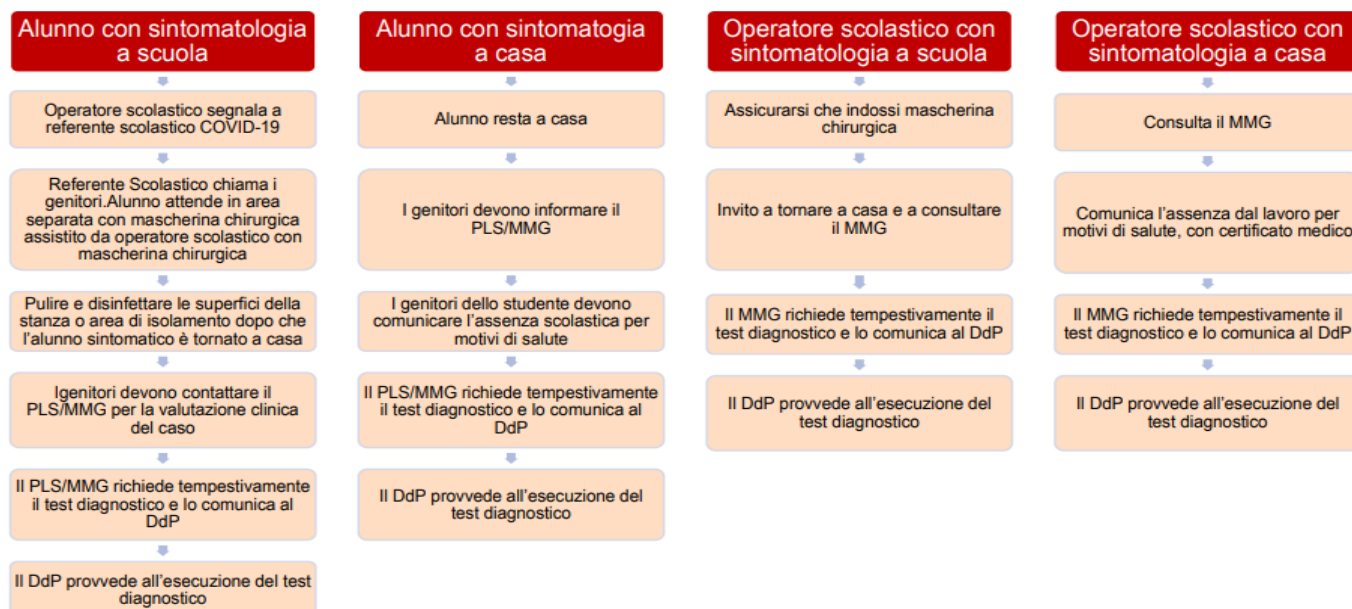 Alunno con sintomatologia
a scuola
Operatore scolastico segnala a
referente scolastico COVID-19
Referente Scolastico chiama i
genitori.Alunno attende in area
separata con mascherina chirurgica
assistito da operatore scolastico con
mascherina chirurgica
Pulire e disinfettare le superfici della
stanza o area di isolamento dopo che
l'alunno sintomatico è tornato a casa
Igenitori devono contattare il
PLS/MMG per la valutazione clinica
del caso
Il PLS/MMG richiede tempestivamente
il test diagnostico e lo comunica al
DdP
Il DdP provvede all'esecuzione del test
diagnostico
Alunno con sintomatogia
a casa
Alunno resta a casa
I genitori devono informare il
PLS/MMG
I genitori dello studente devono
comunicare l'assenza scolastica per
motivi di salute
Il PLS/MMG richiede tempestivamente
il test diagnostico e lo comunica al
DdP
Il DdP provvede all'esecuzione del
test diagnostico
Operatore scolastico con
sintomatologia a scuola
Assicurarsi che indossi mascherina
chirurgica
Invito a tornare a casa e a consultare
il MMG
Il MMG richiede tempestivamente il
test diagnostico e lo comunica al DdP
Il DdP provvede all'esecuzione del
test diagnostico
Operatore scolastico con
sintomatologia a casa
Consulta il MMG
Comunica l'assenza dal lavoro per
motivi di salute, con certificato medico
Il MMG richiede tempestivamente il
test diagnostico e lo comunica al DdP
Il DdP provvede all'esecuzione del
test diagnostico